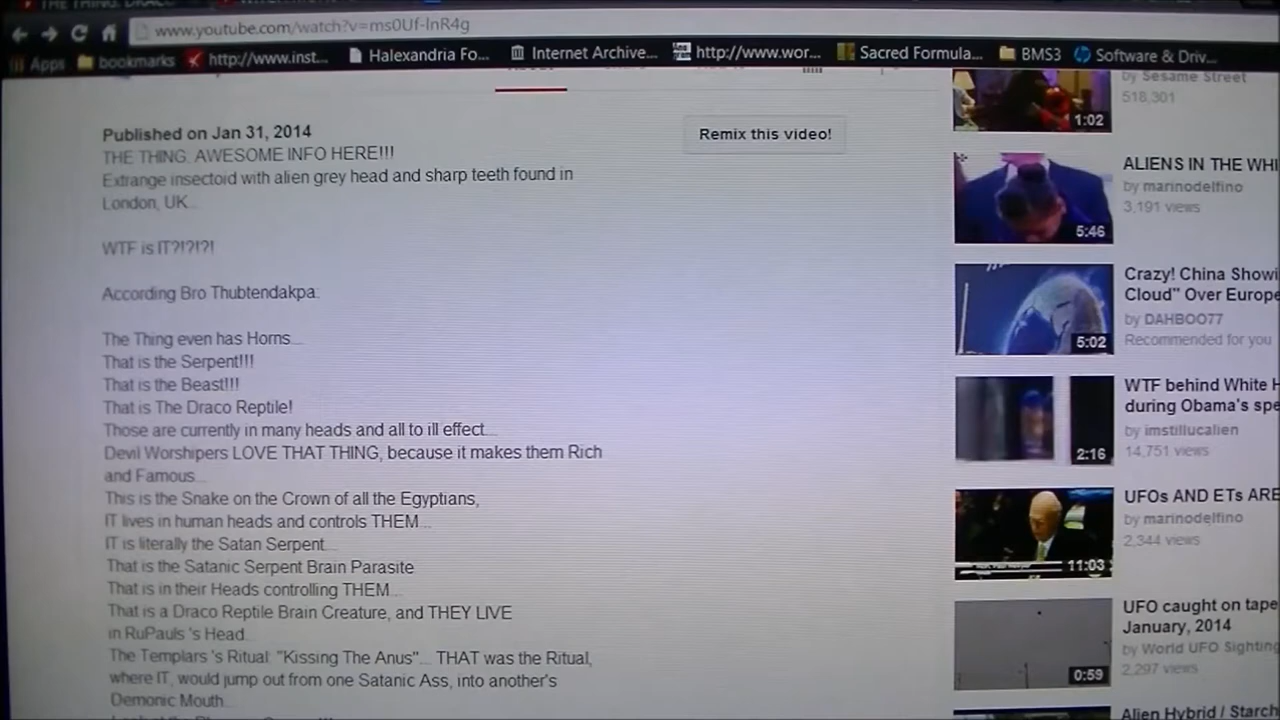 www.youtube.com/watch?v=ms0Uf-lnR4g
Apps bookmarks http://www.inst... Halexandria Fo... Internet Archive... http://www.wor... Sacred Formula... BMS3 Software & Driv...
Published on Jan 31, 2014
Remix this video!
THE THING: AWESOME INFO HERE!!!
Extrange insectoid with alien grey head and sharp teeth found in
London, UK...
WTF is IT?!?!?!
According Bro Thubtendakpa:
The Thing even has Horns...
That is the Serpent!!!
That is the Beast!!!
That is The Draco Reptile!
Those are currently in many heads and all to ill effect...
Devil Worshipers LOVE THAT THING, because it makes them Rich
and Famous...
This is the Snake on the Crown of all the Egyptians,
IT lives in human heads and controls THEM...
IT is literally the Satan Serpent...
That is the Satanic Serpent Brain Parasite
That is in their Heads controlling THEM...
That is a Draco Reptile Brain Creature, and THEY LIVE
in RuPauls 's Head...
The Templars 's Ritual: "Kissing The Anus"... THAT was the Ritual,
where IT, would jump out from one Satanic Ass, into another's
Demonic Mouth...
by Sesame Street
518,301
1:02
ALIENS IN THE WHI
by marinodelfino
3,191 views
5:46
Crazy! China Showi
Cloud" Over Europe
by DAHBOO77
Recommended for you
5:02
WTF behind White H
during Obama's spe
by imstillucalien
14,751 views
2:16
UFOs AND ETs ARE
by marinodelfino
2,344 views
11:03
UFO caught on tape
January, 2014
by World UFO Sighting
2,297 views
0:59
Alien Hybrid / Starch